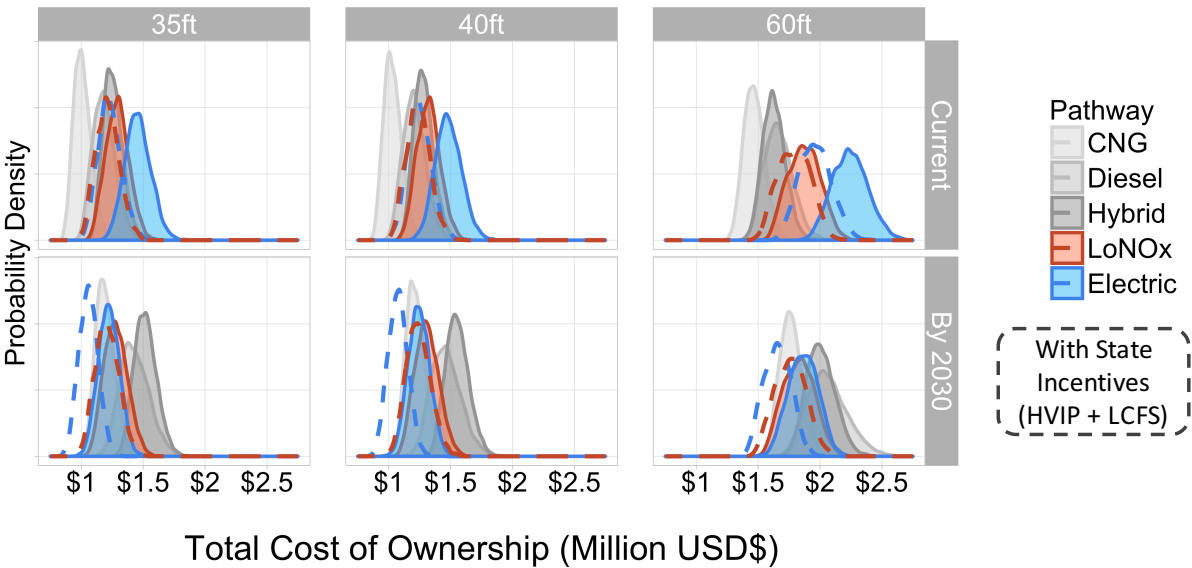 35ft
40ft
60ft
Probability Density
Current
By 2030
$1 $1.5 $2 $2.5
$1 $1.5 $2 $2.5
$1 $1.5 $2 $2.5
Total Cost of Ownership (Million USD$)
Pathway
CNG
Diesel
Hybrid
LoNOx
Electric
With State
Incentives
(HVIP + LCFS)